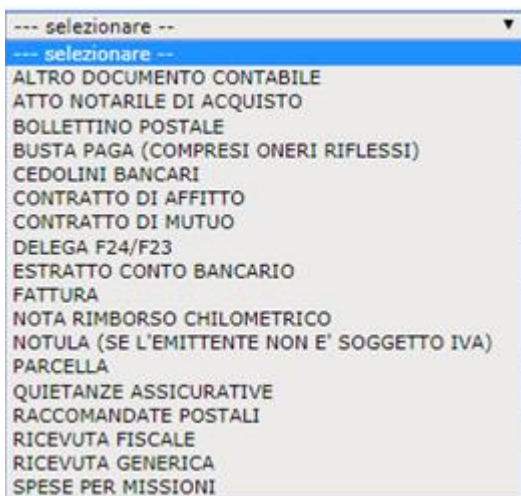 --- selezionare --
--- selezionare --
ALTRO DOCUMENTO CONTABILE
ATTO NOTARILE DI ACQUISTO
BOLLETTINO POSTALE
BUSTA PAGA (COMPRESI ONERI RIFLESSI)
CEDOLINI BANCARI
CONTRATTO DI AFFITTO
CONTRATTO DI MUTUO
DELEGA F24/F23
ESTRATTO CONTO BANCARIO
FATTURA
NOTA RIMBORSO CHILOMETRICO
NOTULA (SE L'EMITTENTE NON E' SOGGETTO IVA)
PARCELLA
QUIETANZE ASSICURATIVE
RACCOMANDATE POSTALI
RICEVUTA FISCALE
RICEVUTA GENERICA
SPESE PER MISSIONI